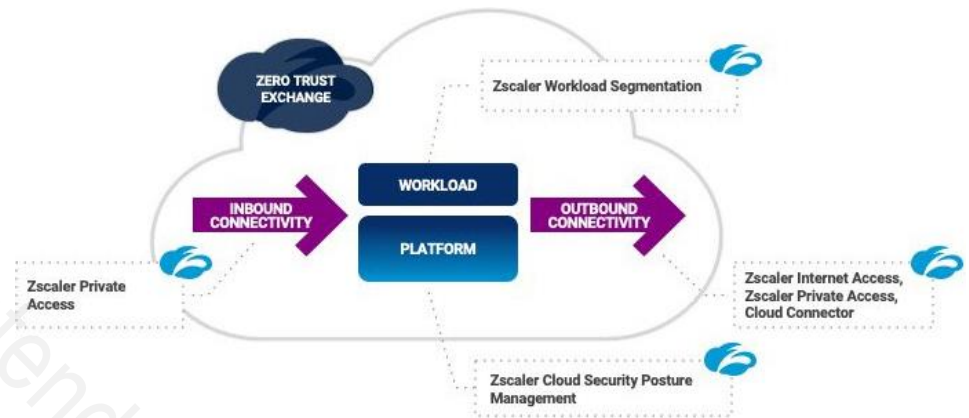 ZERO TRUST
EXCHANGE
Zscaler Workload Segmentation
WORKLOAD
INBOUND
CONNECTIVITY
OUTBOUND
CONNECTIVITY
PLATFORM
Zscaler Private
Access
Zscaler Internet Access,
Zscaler Private Access,
Cloud Connector
Zscaler Cloud Security Posture
Management